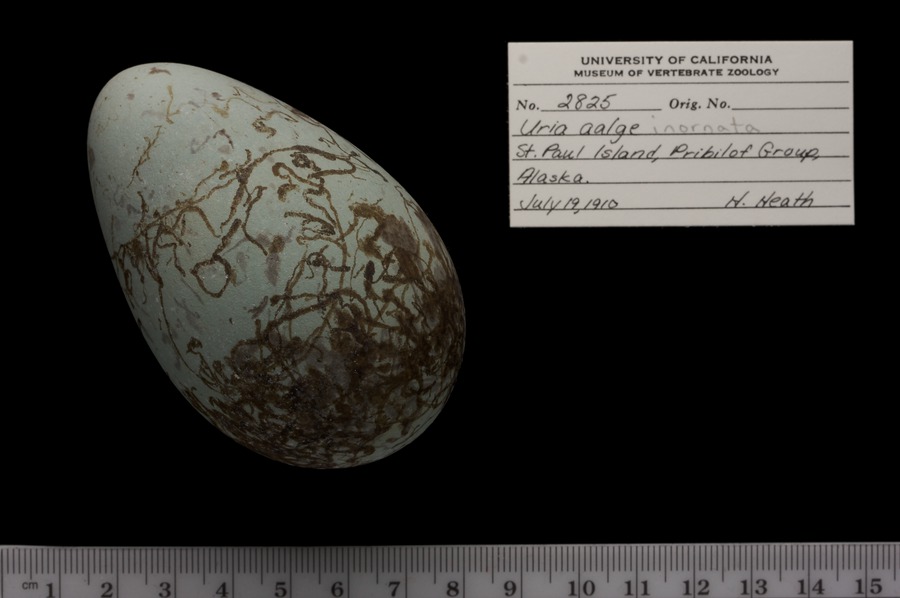 UNIVERSITY OF CALIFORNIA
MUSEUM OF VERTEBRATE ZOOLOGY
No. 2825 Orig. No.
Uria aalge inornata
St. Paul Island, Pribilof Group,
Alaska.
July 19, 1910 H. Heath
cm 1 2 3 4 5 6 7 8 9 10 11 12 13 14 15